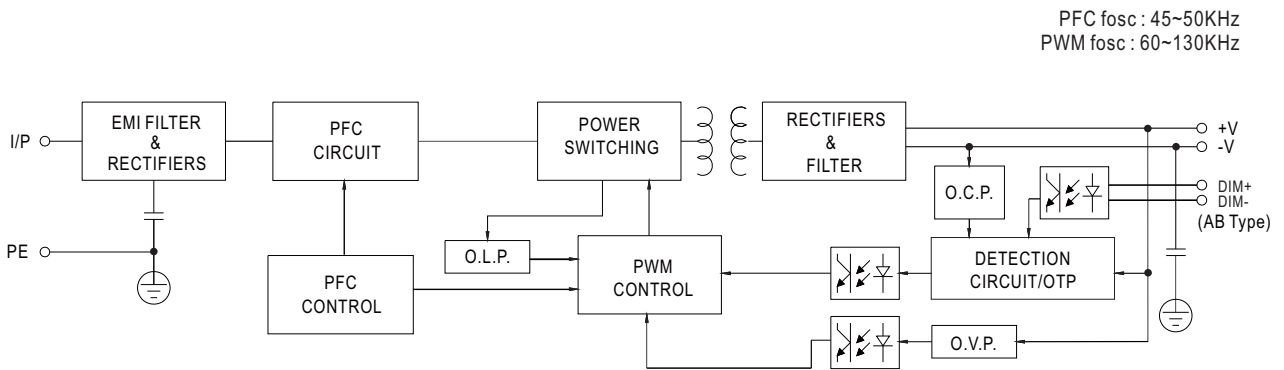 PFC fosc : 45~50KHz
PWM fosc : 60~130KHz
I/P
EMI FILTER
&
RECTIFIERS
PFC
CIRCUIT
POWER
SWITCHING
RECTIFIERS
&
FILTER
+V
-V
O.C.P.
DIM+
DIM-
(AB Type)
PE
O.L.P.
PFC
CONTROL
PWM
CONTROL
DETECTION
CIRCUIT/OTP
O.V.P.